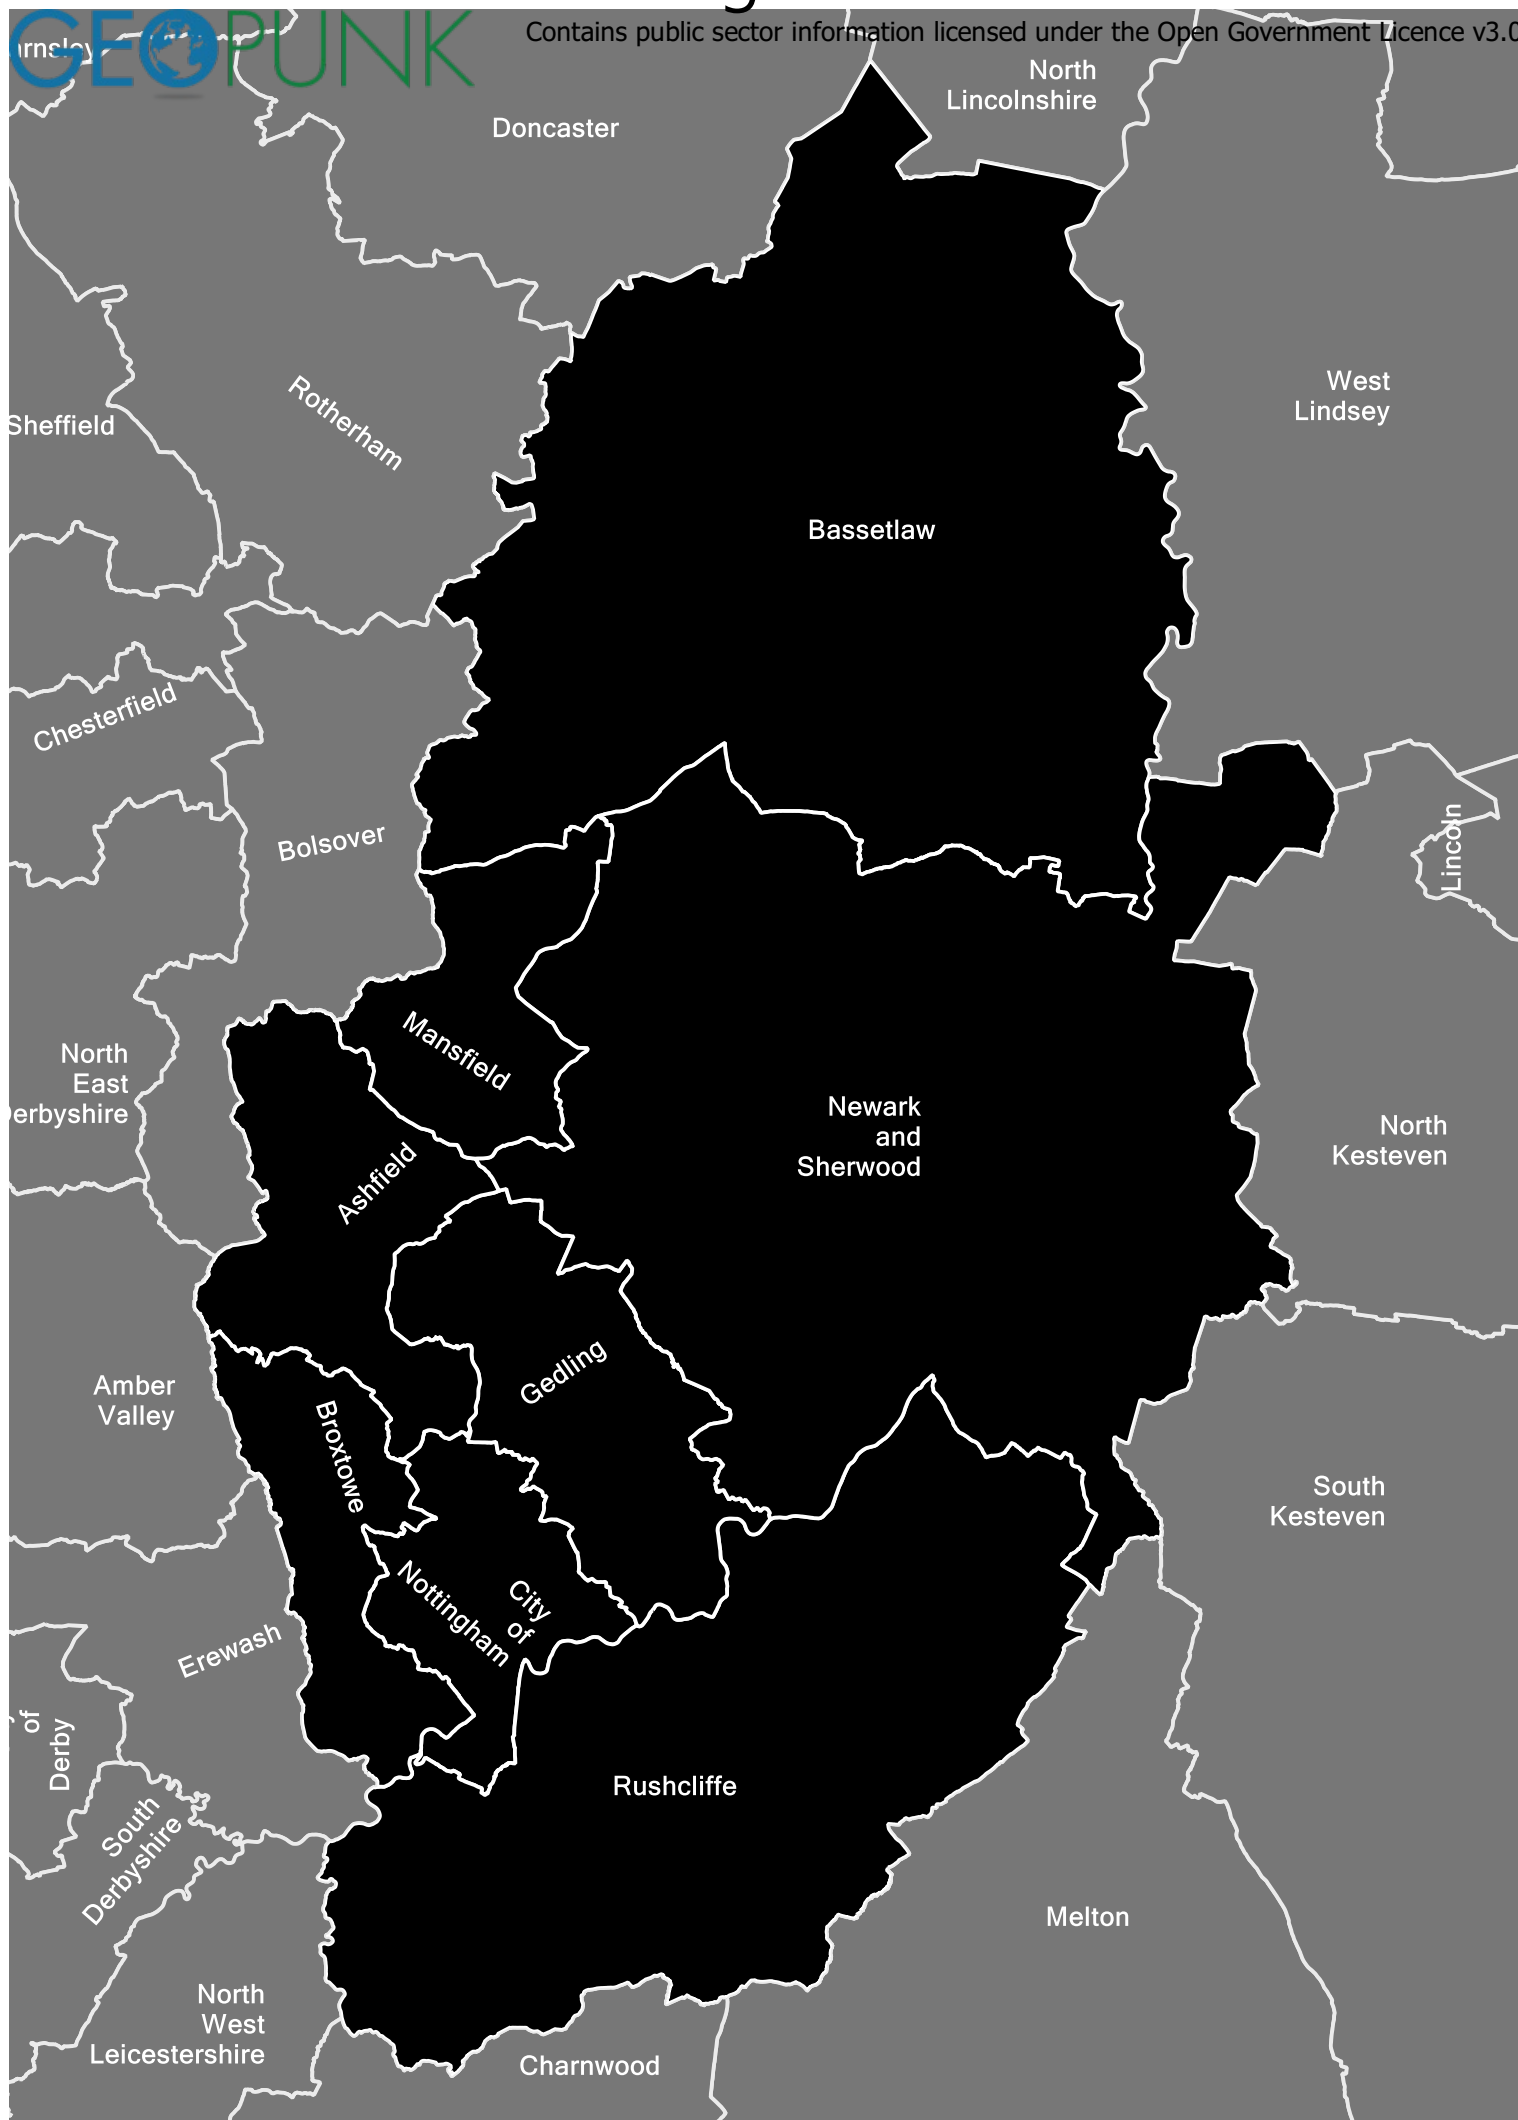 GEOPUNK
Contains public sector information licensed under the Open Government Licence v3.0
arnsley
Doncaster
North
Lincolnshire
West
Lindsey
Rotherham
Sheffield
Bassetlaw
Chesterfield
Bolsover
Lincoln
North
East
Derbyshire
Mansfield
Newark
and
Sherwood
North
Kesteven
Ashfield
Gedling
Amber
Valley
Broxtowe
South
Kesteven
City
of
Nottingham
Erewash
of
Derby
Rushcliffe
South
Derbyshire
Melton
North
West
Leicestershire
Charnwood